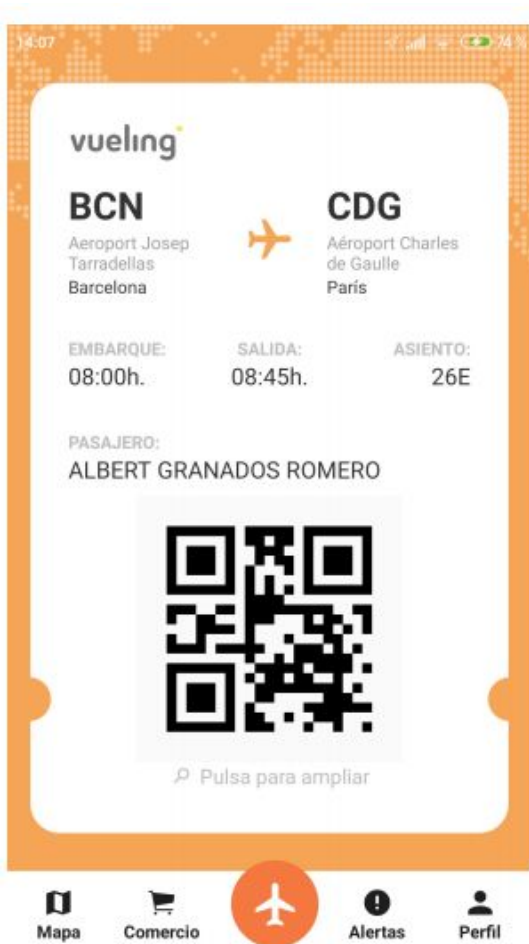 14:07
74 %
vueling
BCN
CDG
Aeroport Josep
Tarradellas
Barcelona
Aéroport Charles
de Gaulle
París
EMBARQUE:
SALIDA:
ASIENTO:
08:00h.
08:45h.
26E
PASAJERO:
ALBERT GRANADOS ROMERO
Pulsa para ampliar
Mapa
Comercio
Alertas
Perfil